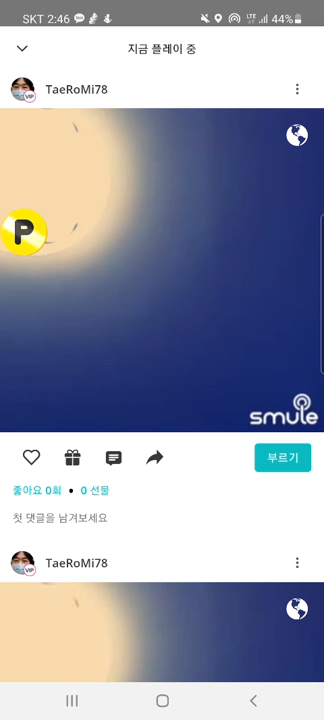 SKT 2:46 LTE 44%
지금 플레이 중
TaeRoMi78
VIP
P
smule
부르기
좋아요 0회 • 0 선물
첫 댓글을 남겨보세요
TaeRoMi78
VIP